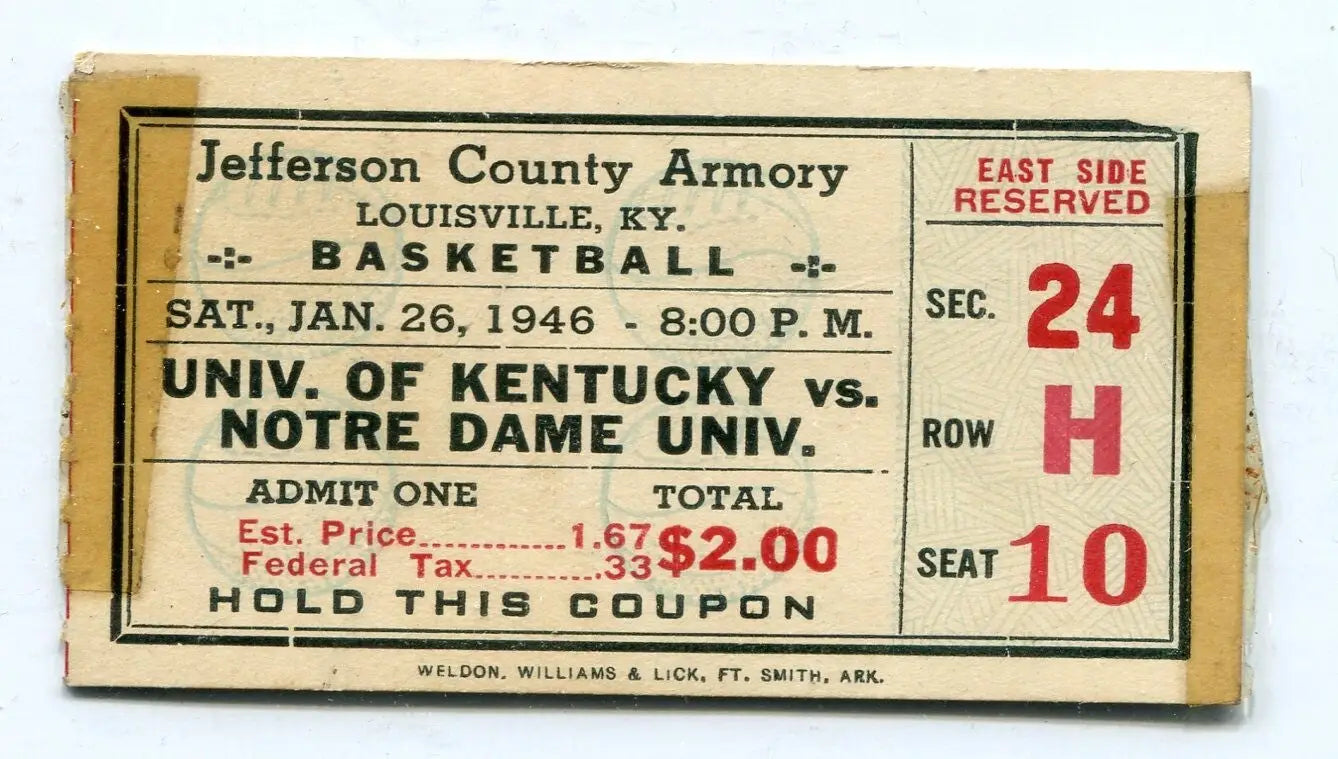 Jefferson County Armory
LOUISVILLE, KY.
-:- BASKETBALL -:-
SAT., JAN. 26, 1946 - 8:00 P. M.
UNIV. OF KENTUCKY vs.
NOTRE DAME UNIV.
ADMIT ONE TOTAL
Est. Price..............1.67 $2.00
Federal Tax............33
HOLD THIS COUPON
EAST SIDE
RESERVED
SEC. 24
ROW H
SEAT 10
WELDON, WILLIAMS & LICK, FT. SMITH, ARK.